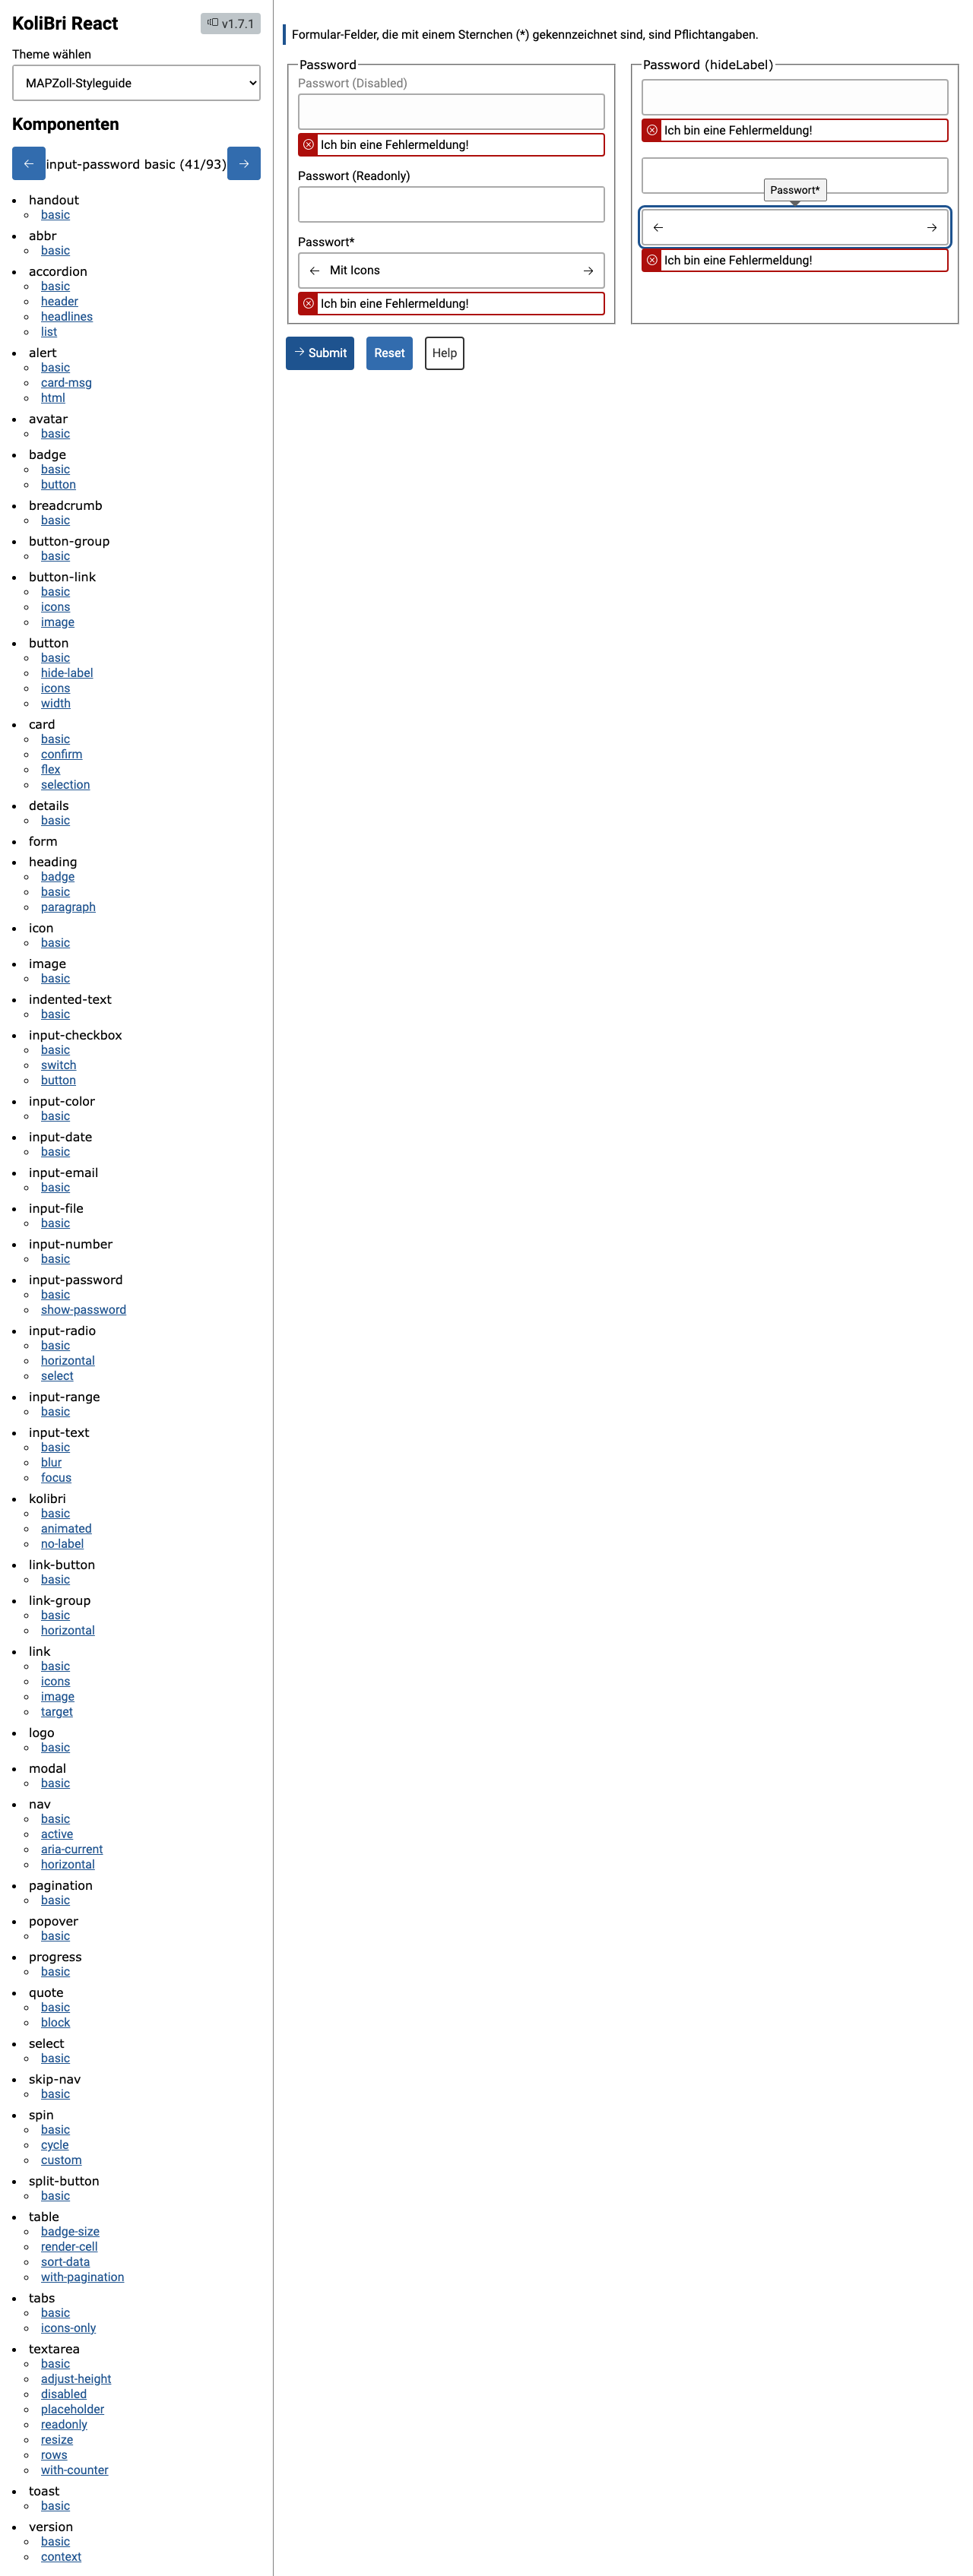 KoliBri React
v1.7.1
Theme wählen
MAPZoll-Styleguide
Komponenten
← input-password basic (41/93) →
handout
basic
abbr
basic
accordion
basic
header
headlines
list
alert
basic
card-msg
html
avatar
basic
badge
basic
button
breadcrumb
basic
button-group
basic
button-link
basic
icons
image
button
basic
hide-label
icons
width
card
basic
confirm
flex
selection
details
basic
form
heading
badge
basic
paragraph
icon
basic
image
basic
indented-text
basic
input-checkbox
basic
switch
button
input-color
basic
input-date
basic
input-email
basic
input-file
basic
input-number
basic
input-password
basic
show-password
input-radio
basic
horizontal
select
input-range
basic
input-text
basic
blur
focus
kolibri
basic
animated
no-label
link-button
basic
link-group
basic
horizontal
link
basic
icons
image
target
logo
basic
modal
basic
nav
basic
active
aria-current
horizontal
pagination
basic
popover
basic
progress
basic
quote
basic
block
select
basic
skip-nav
basic
spin
basic
cycle
custom
split-button
basic
table
badge-size
render-cell
sort-data
with-pagination
tabs
basic
icons-only
textarea
basic
adjust-height
disabled
placeholder
readonly
resize
rows
with-counter
toast
basic
version
basic
context
Formular-Felder, die mit einem Sternchen (*) gekennzeichnet sind, sind Pflichtangaben.
Password
Passwort (Disabled)
Ich bin eine Fehlermeldung!
Passwort (Readonly)
Passwort*
← Mit Icons →
Ich bin eine Fehlermeldung!
Password (hideLabel)
Ich bin eine Fehlermeldung!
Passwort*
← →
Ich bin eine Fehlermeldung!
→ Submit
Reset
Help